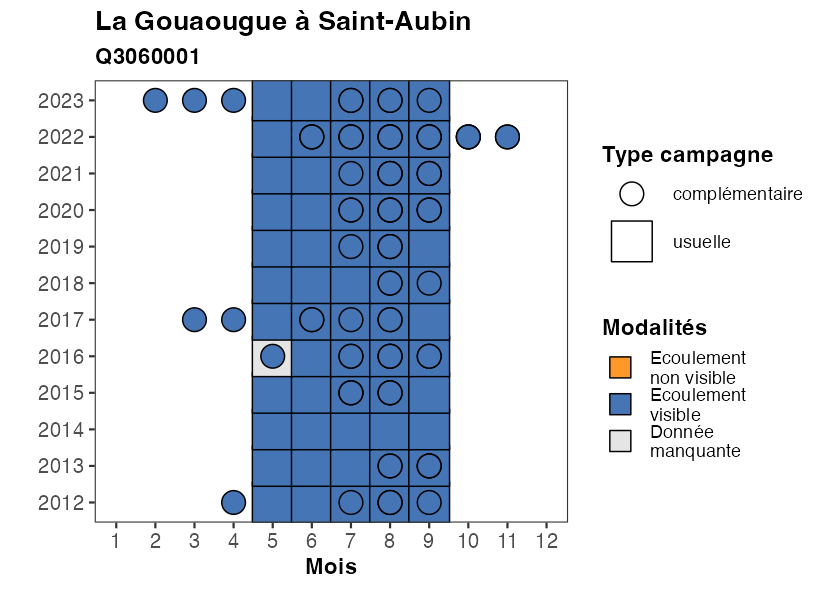 La Gouaougue à Saint-Aubin
Q3060001
2023
2022
2021
2020
2019
2018
2017
2016
2015
2014
2013
2012
1 2 3 4 5 6 7 8 9 10 11 12
Mois
Type campagne
complémentaire
usuelle
Modalités
Ecoulement
non visible
Ecoulement
visible
Donnée
manquante